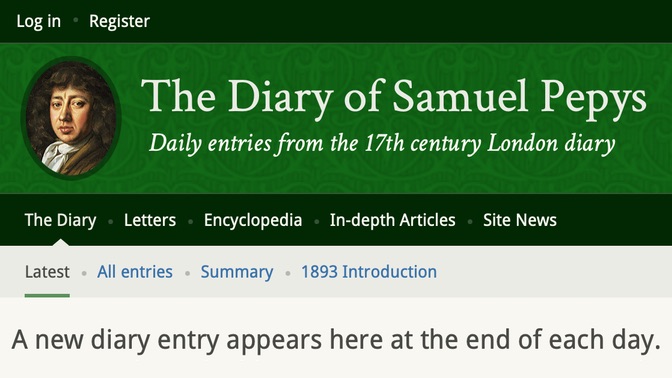 Log in • Register
The Diary of Samuel Pepys
Daily entries from the 17th century London diary
The Diary • Letters • Encyclopedia • In-depth Articles • Site News
Latest • All entries • Summary • 1893 Introduction
A new diary entry appears here at the end of each day.